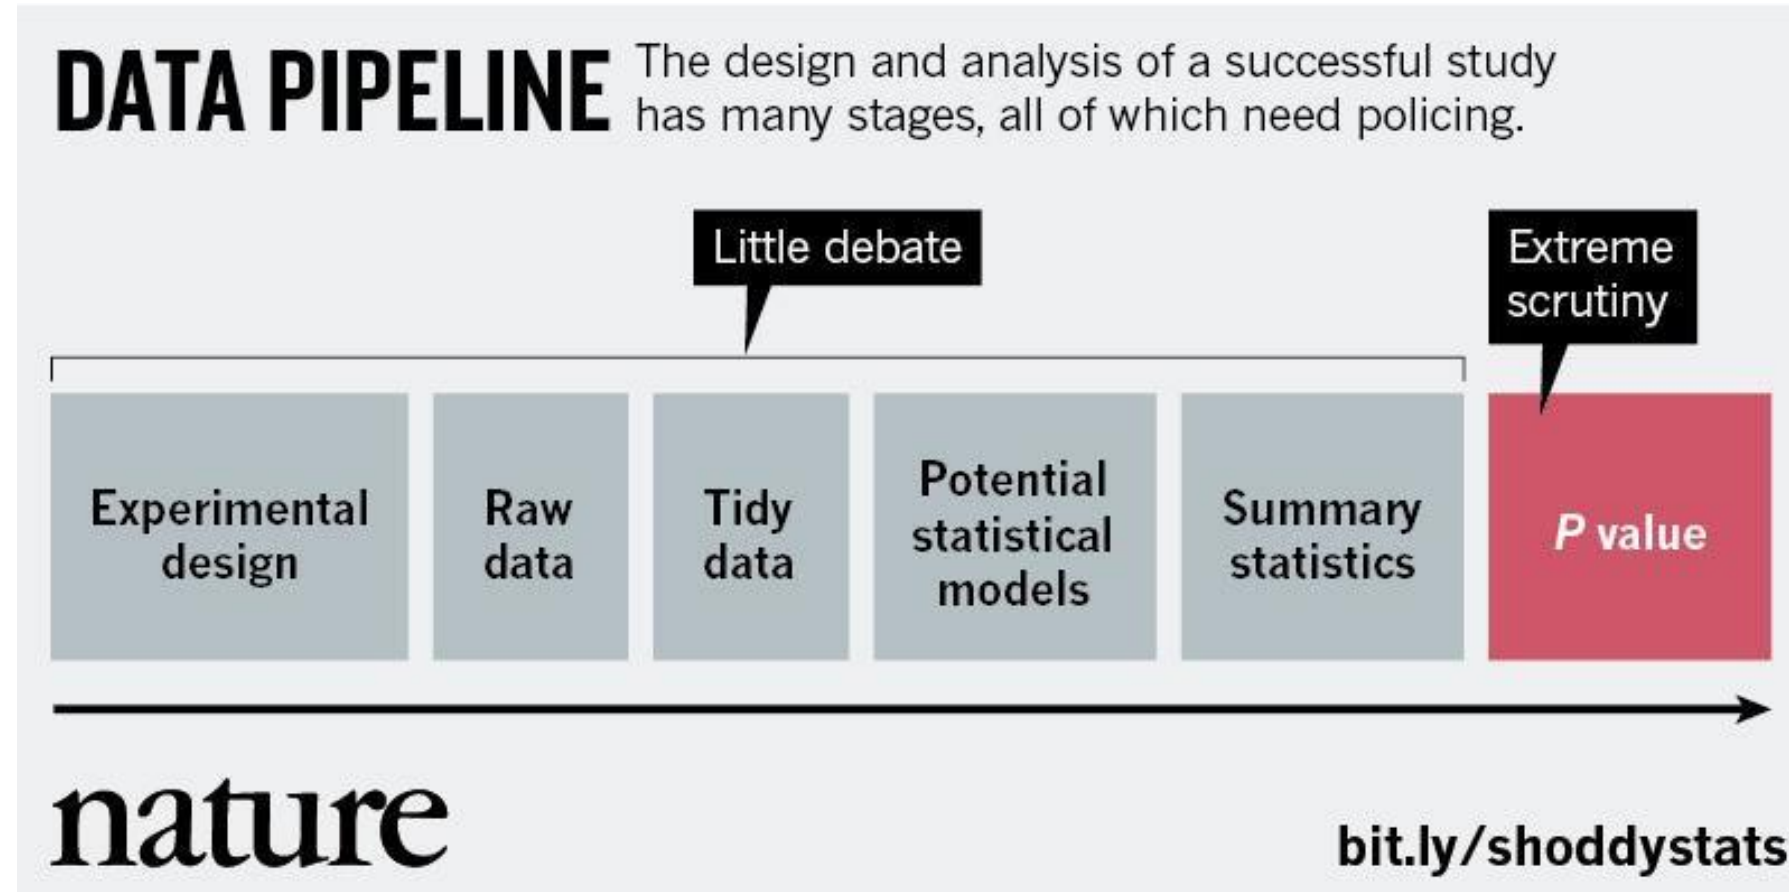 DATA PIPELINE
The design and analysis of a successful study
has many stages, all of which need policing.
Little debate
Extreme
scrutiny
Experimental
design
Raw
data
Tidy
data
Potential
statistical
models
Summary
statistics
P value
nature
bit.ly/shoddystats